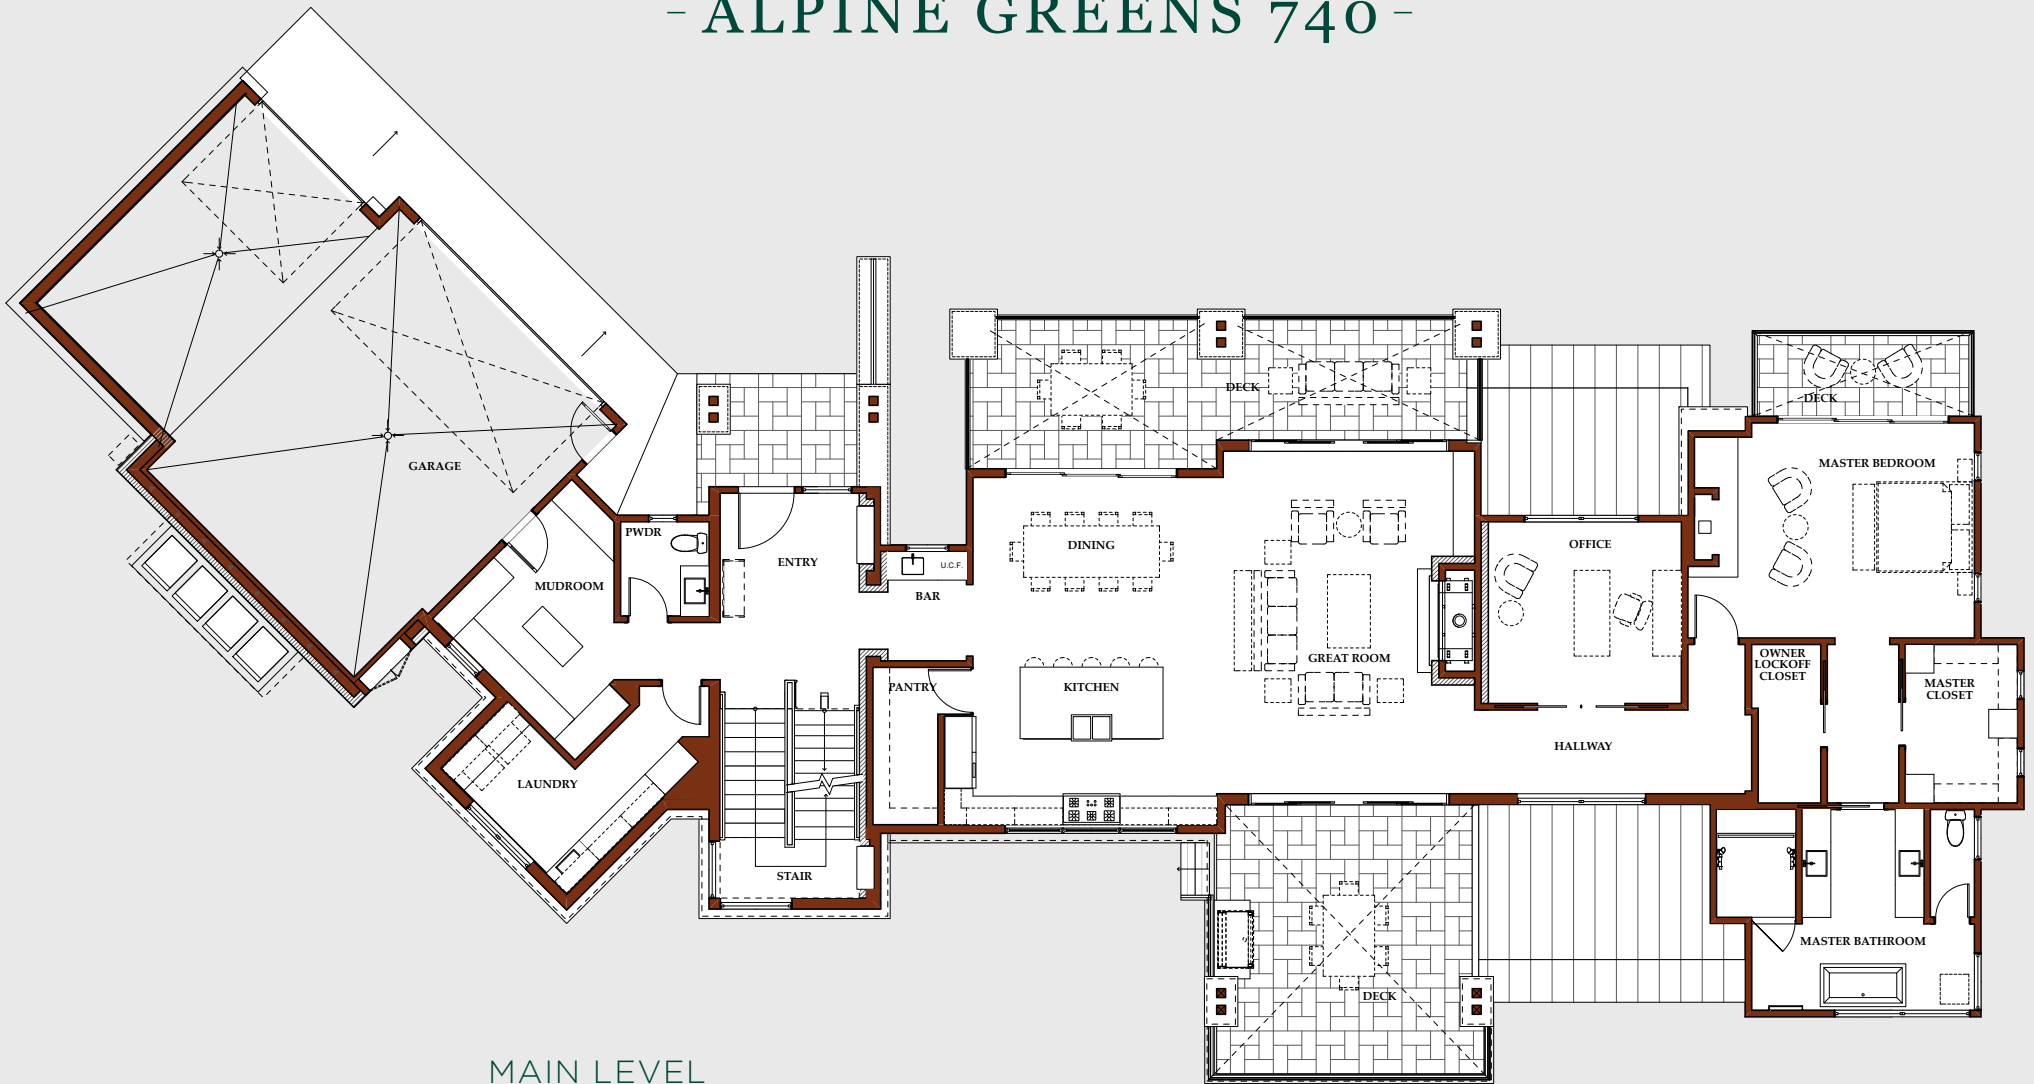 - ALPINE GREENS 740 -
DECK
DECK
GARAGE
MASTER BEDROOM
PWDR
DINING
OFFICE
ENTRY
U.C.F.
MUDROOM
BAR
GREAT ROOM
OWNER
LOCKOFF
CLOSET
PANTRY
KITCHEN
MASTER
CLOSET
HALLWAY
LAUNDRY
STAIR
MASTER BATHROOM
DECK
MAIN LEVEL